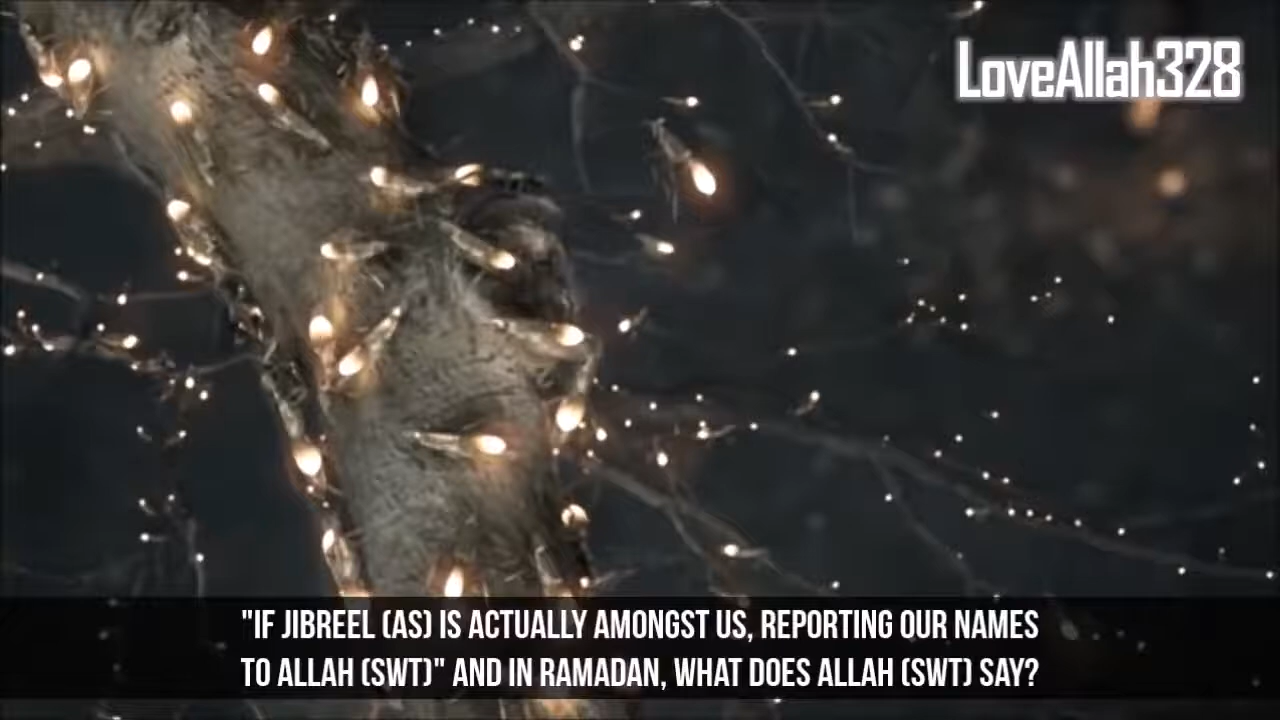 LoveAllah328
"IF JIBREEL (AS) IS ACTUALLY AMONGST US, REPORTING OUR NAMES
TO ALLAH (SWT)" AND IN RAMADAN, WHAT DOES ALLAH (SWT) SAY?